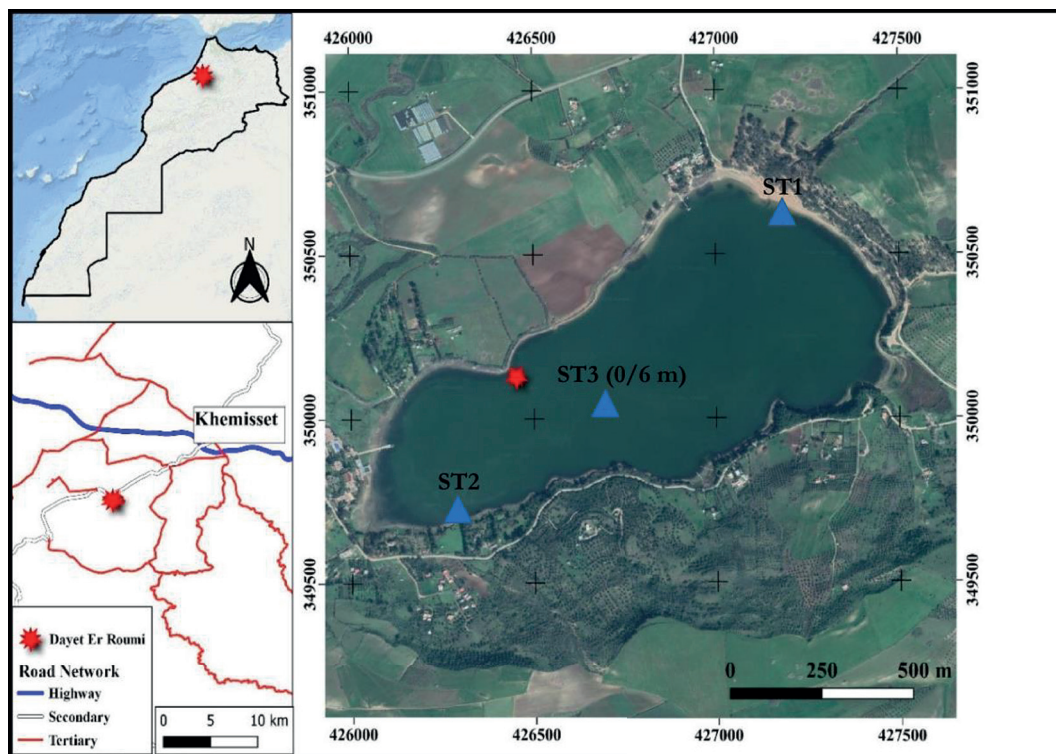 N
Khemisset
Dayet Er Roumi
Road Network
Highway
Secondary
Tertiary
0 5 10 km
426000 426500 427000 427500
351000
350500
350000
349500
ST1
ST3 (0/6 m)
ST2
351000
350500
350000
349500
0 250 500 m
426000 426500 427000 427500